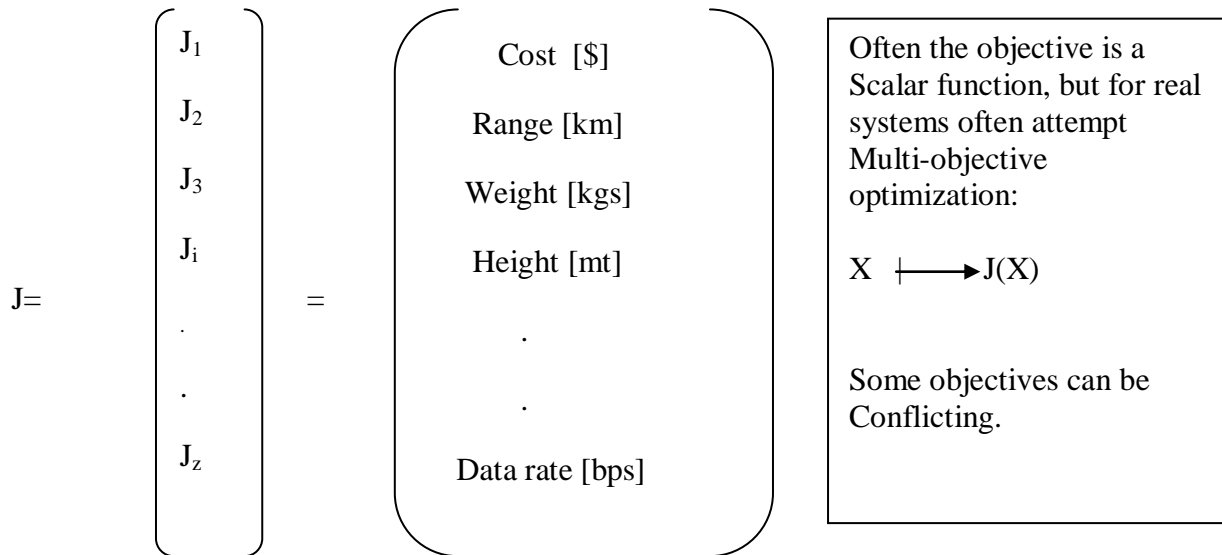 J=
J₁
J₂
J₃
Jᵢ
.
.
J_z
=
Cost [$]
Range [km]
Weight [kgs]
Height [mt]
.
.
Data rate [bps]
Often the objective is a
Scalar function, but for real
systems often attempt
Multi-objective
optimization:
X ⟼ J(X)
Some objectives can be
Conflicting.